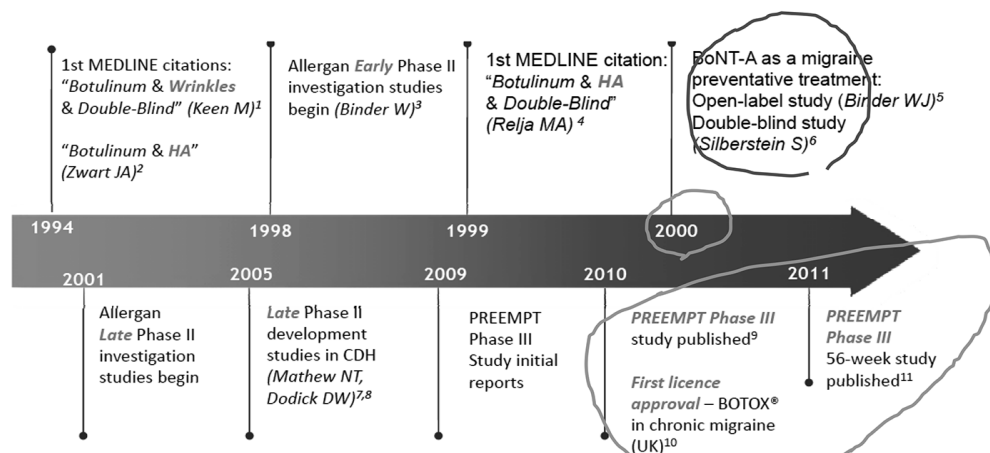 1st MEDLINE citations:
“Botulinum & Wrinkles
& Double-Blind” (Keen M)1
“Botulinum & HA”
(Zwart JA)2
Allergan Early Phase II
investigation studies
begin (Binder W)3
1st MEDLINE citation:
“Botulinum & HA
& Double-Blind”
(Relja MA) 4
BoNT-A as a migraine
preventative treatment:
Open-label study (Binder WJ)5
Double-blind study
(Silberstein S)6
1994
1998
1999
2000
2001
2005
2009
2010
2011
Allergan
Late Phase II
investigation
studies begin
Late Phase II
development
studies in CDH
(Mathew NT,
Dodick DW)7,8
PREEMPT
Phase III
Study initial
reports
PREEMPT Phase III
study published9
First licence
approval – BOTOX®
in chronic migraine
(UK)10
PREEMPT
Phase III
56-week study
published11